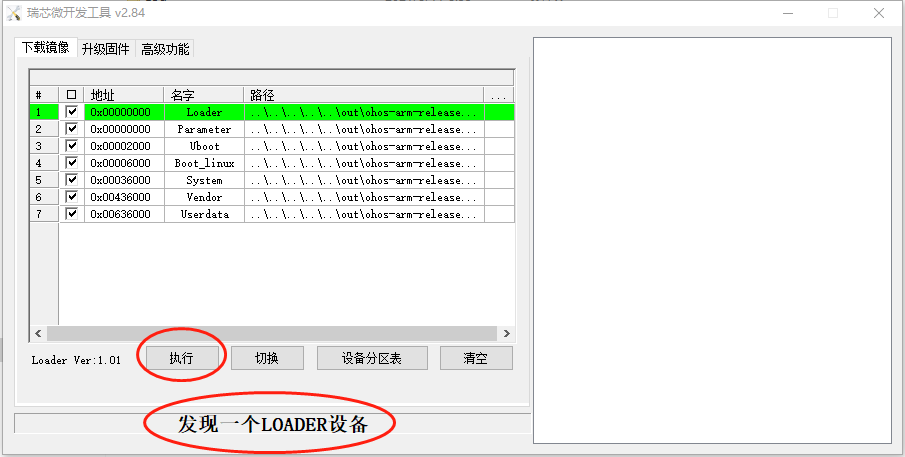 瑞芯微开发工具 v2.84
下载镜像 升级固件 高级功能
# 地址 名字 路径 ...
1 0x00000000 Loader ..\..\..\..\..\out\ohos-arm-release...
2 0x00000000 Parameter ..\..\..\..\..\out\ohos-arm-release...
3 0x00002000 Uboot ..\..\..\..\..\out\ohos-arm-release...
4 0x00006000 Boot_linux ..\..\..\..\..\out\ohos-arm-release...
5 0x00036000 System ..\..\..\..\..\out\ohos-arm-release...
6 0x00436000 Vendor ..\..\..\..\..\out\ohos-arm-release...
7 0x00636000 Userdata ..\..\..\..\..\out\ohos-arm-release...
Loader Ver:1.01 执行 切换 设备分区表 清空
发现一个LOADER设备